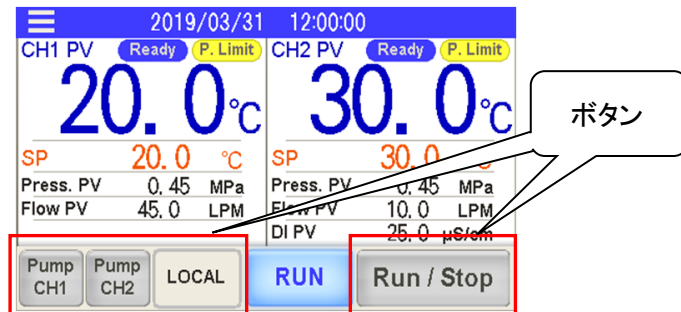 2019/03/31 12:00:00
CH1 PV Ready P. Limit
20. 0 ℃
SP 20. 0 ℃
Press. PV 0. 45 MPa
Flow PV 45. 0 LPM
CH2 PV Ready P. Limit
30. 0 ℃
SP 30. 0 ℃
Press. PV 0. 45 MPa
Flow PV 10. 0 LPM
DI PV 25. 0 μS/cm
Pump CH1
Pump CH2
LOCAL
RUN
Run / Stop
ボタン